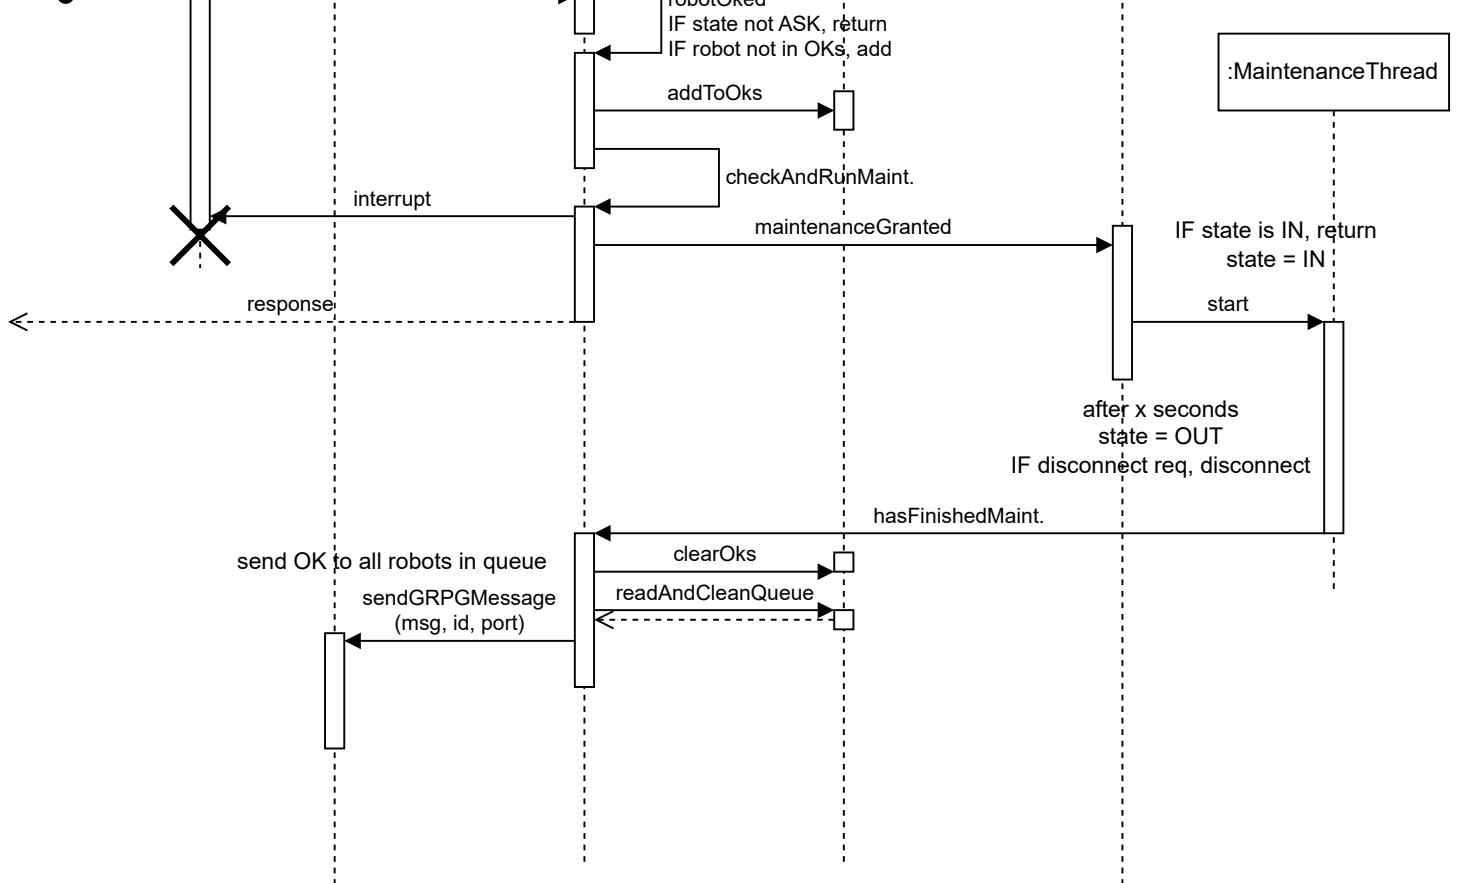 robotOked
IF state not ASK, return
IF robot not in OKs, add
:MaintenanceThread
addToOks
checkAndRunMaint.
interrupt
maintenanceGranted
IF state is IN, return
state = IN
response
start
after x seconds
state = OUT
IF disconnect req, disconnect
hasFinishedMaint.
clearOks
send OK to all robots in queue
readAndCleanQueue
sendGRPGMessage
(msg, id, port)